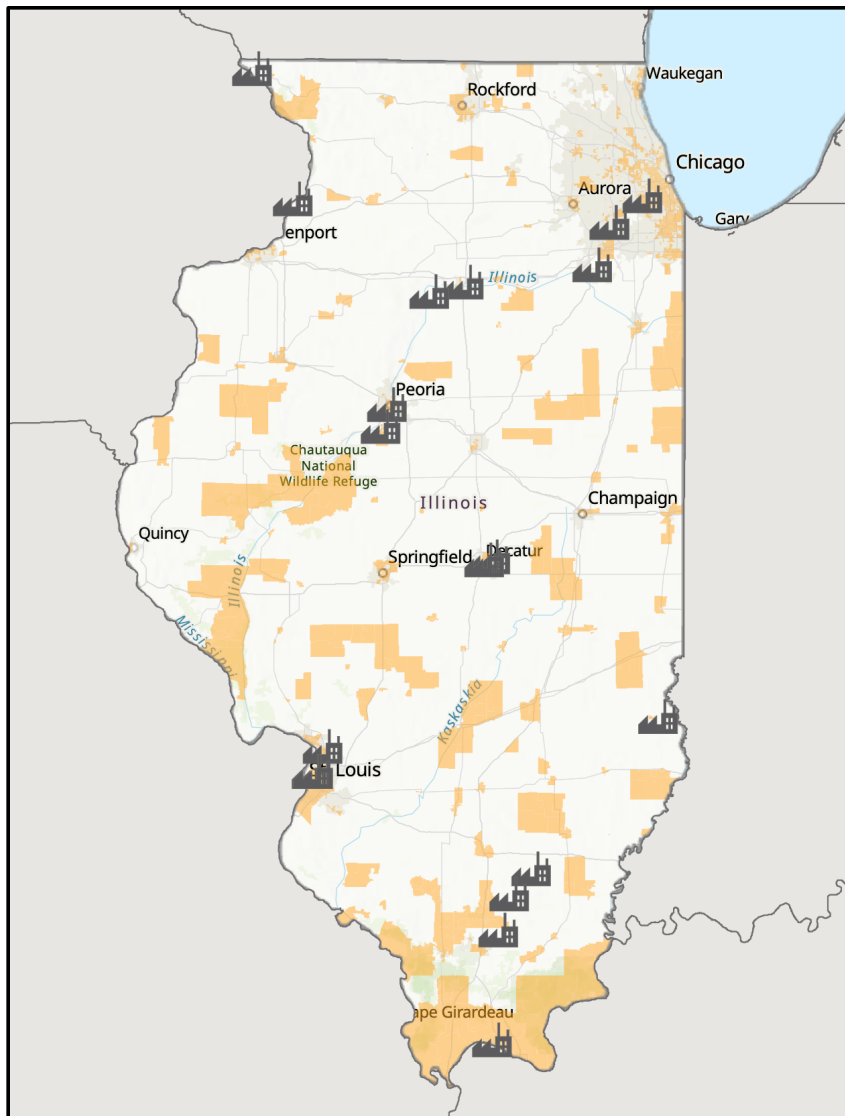 Waukegan
Rockford
Chicago
Aurora
Gary
enport
Illinois
Peoria
Chautauqua
National
Wildlife Refuge
Illinois
Champaign
Quincy
Springfield
Decatur
Illinois
Mississippi
Kaskaskia
St. Louis
ape Girardeau